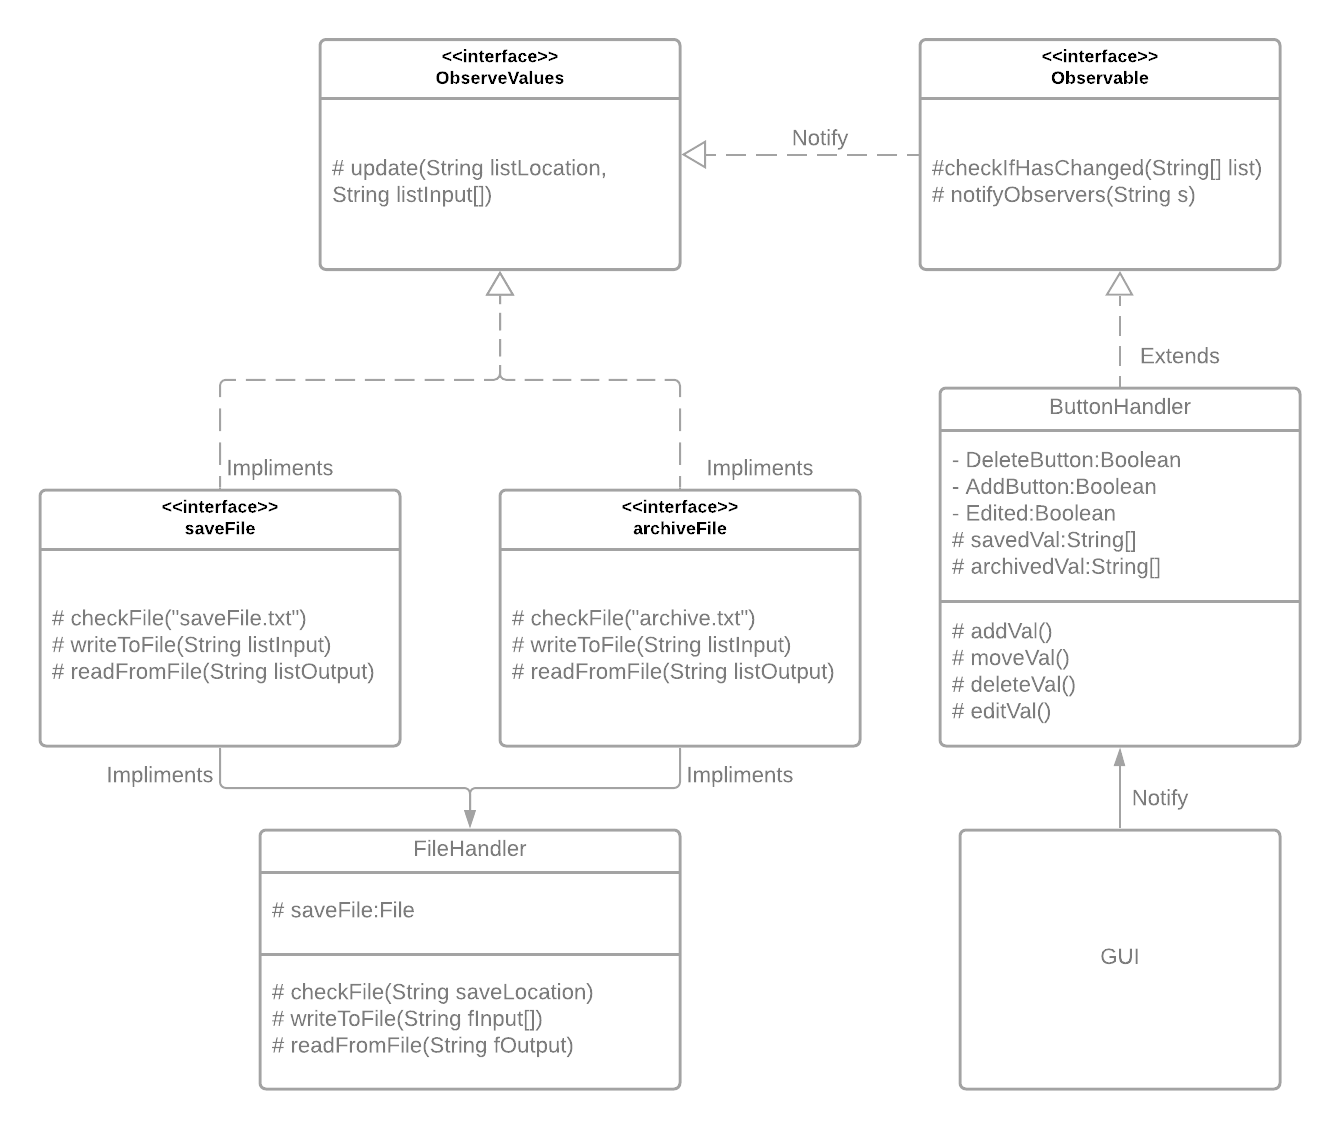 <<interface>>
ObserveValues
# update(String listLocation,
String listInput[])
Notify
<<interface>>
Observable
#checkIfHasChanged(String[] list)
# notifyObservers(String s)
Extends
Impliments
Impliments
<<interface>>
saveFile
# checkFile("saveFile.txt")
# writeToFile(String listInput)
# readFromFile(String listOutput)
<<interface>>
archiveFile
# checkFile("archive.txt")
# writeToFile(String listInput)
# readFromFile(String listOutput)
ButtonHandler
- DeleteButton:Boolean
- AddButton:Boolean
- Edited:Boolean
# savedVal:String[]
# archivedVal:String[]
# addVal()
# moveVal()
# deleteVal()
# editVal()
Impliments
Impliments
Notify
FileHandler
# saveFile:File
# checkFile(String saveLocation)
# writeToFile(String fInput[])
# readFromFile(String fOutput)
GUI